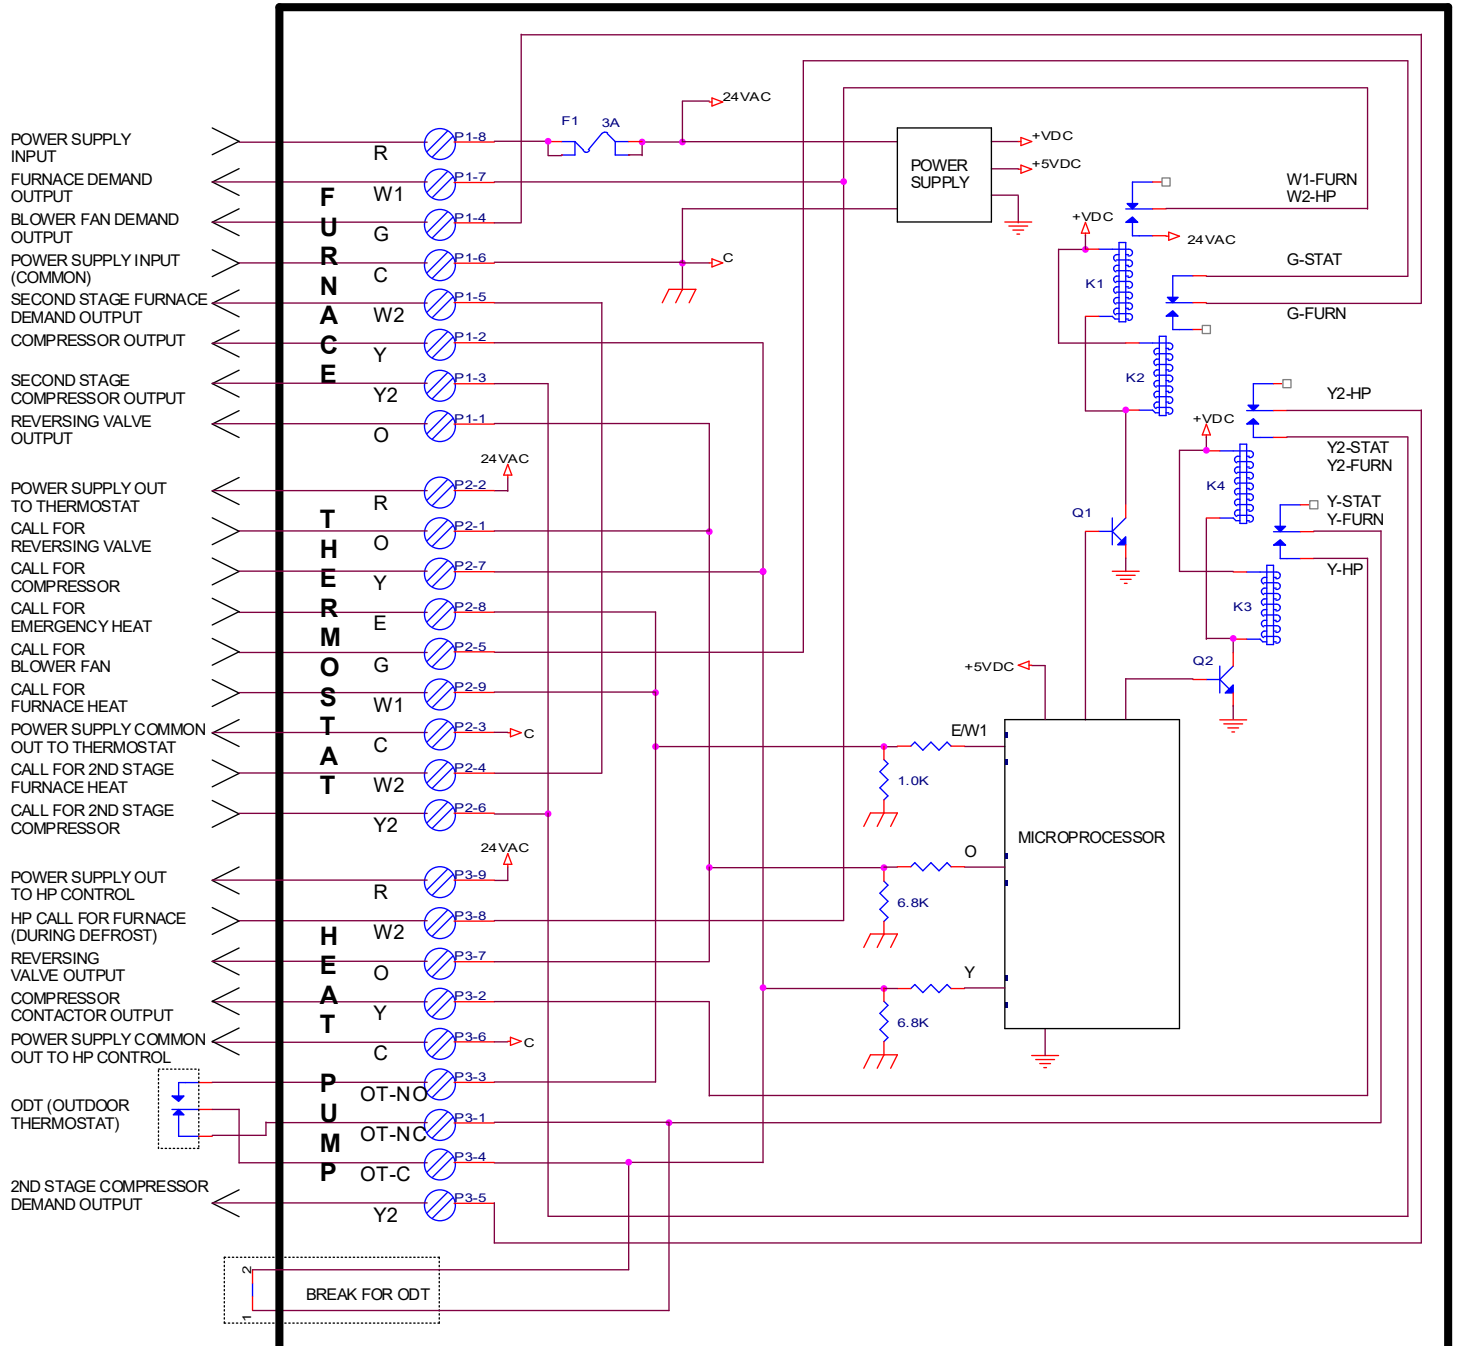 24VAC
POWER SUPPLY
INPUT
R
P1-8
F1 3A
POWER
SUPPLY
+VDC
+5VDC
FURNACE DEMAND
OUTPUT
W1
P1-7
BLOWER FAN DEMAND
OUTPUT
G
P1-4
POWER SUPPLY INPUT
(COMMON)
C
P1-6
C
SECOND STAGE FURNACE
DEMAND OUTPUT
W2
P1-5
COMPRESSOR OUTPUT
Y
P1-2
SECOND STAGE
COMPRESSOR OUTPUT
Y2
P1-3
REVERSING VALVE
OUTPUT
O
P1-1
FURNACE
W1-FURN
W2-HP
+VDC
24VAC
K1
G-STAT
G-FURN
K2
Y2-HP
+VDC
Y2-STAT
Y2-FURN
K4
Y-STAT
Y-FURN
Q1
Y-HP
K3
Q2
POWER SUPPLY OUT
TO THERMOSTAT
R
P2-2
24VAC
CALL FOR
REVERSING VALVE
O
P2-1
CALL FOR
COMPRESSOR
Y
P2-7
CALL FOR
EMERGENCY HEAT
E
P2-8
CALL FOR
BLOWER FAN
G
P2-5
CALL FOR
FURNACE HEAT
W1
P2-9
POWER SUPPLY COMMON
OUT TO THERMOSTAT
C
P2-3
C
CALL FOR 2ND STAGE
FURNACE HEAT
W2
P2-4
CALL FOR 2ND STAGE
COMPRESSOR
Y2
P2-6
THERMOSTAT
+5VDC
E/W1
1.0K
MICROPROCESSOR
O
6.8K
Y
6.8K
POWER SUPPLY OUT
TO HP CONTROL
R
P3-9
24VAC
HP CALL FOR FURNACE
(DURING DEFROST)
W2
P3-8
REVERSING
VALVE OUTPUT
O
P3-7
COMPRESSOR
CONTACTOR OUTPUT
Y
P3-2
POWER SUPPLY COMMON
OUT TO HP CONTROL
C
P3-6
C
ODT (OUTDOOR
THERMOSTAT)
OT-NO
P3-3
OT-NC
P3-1
OT-C
P3-4
2ND STAGE COMPRESSOR
DEMAND OUTPUT
Y2
P3-5
HEAT PUMP
2
BREAK FOR ODT
1